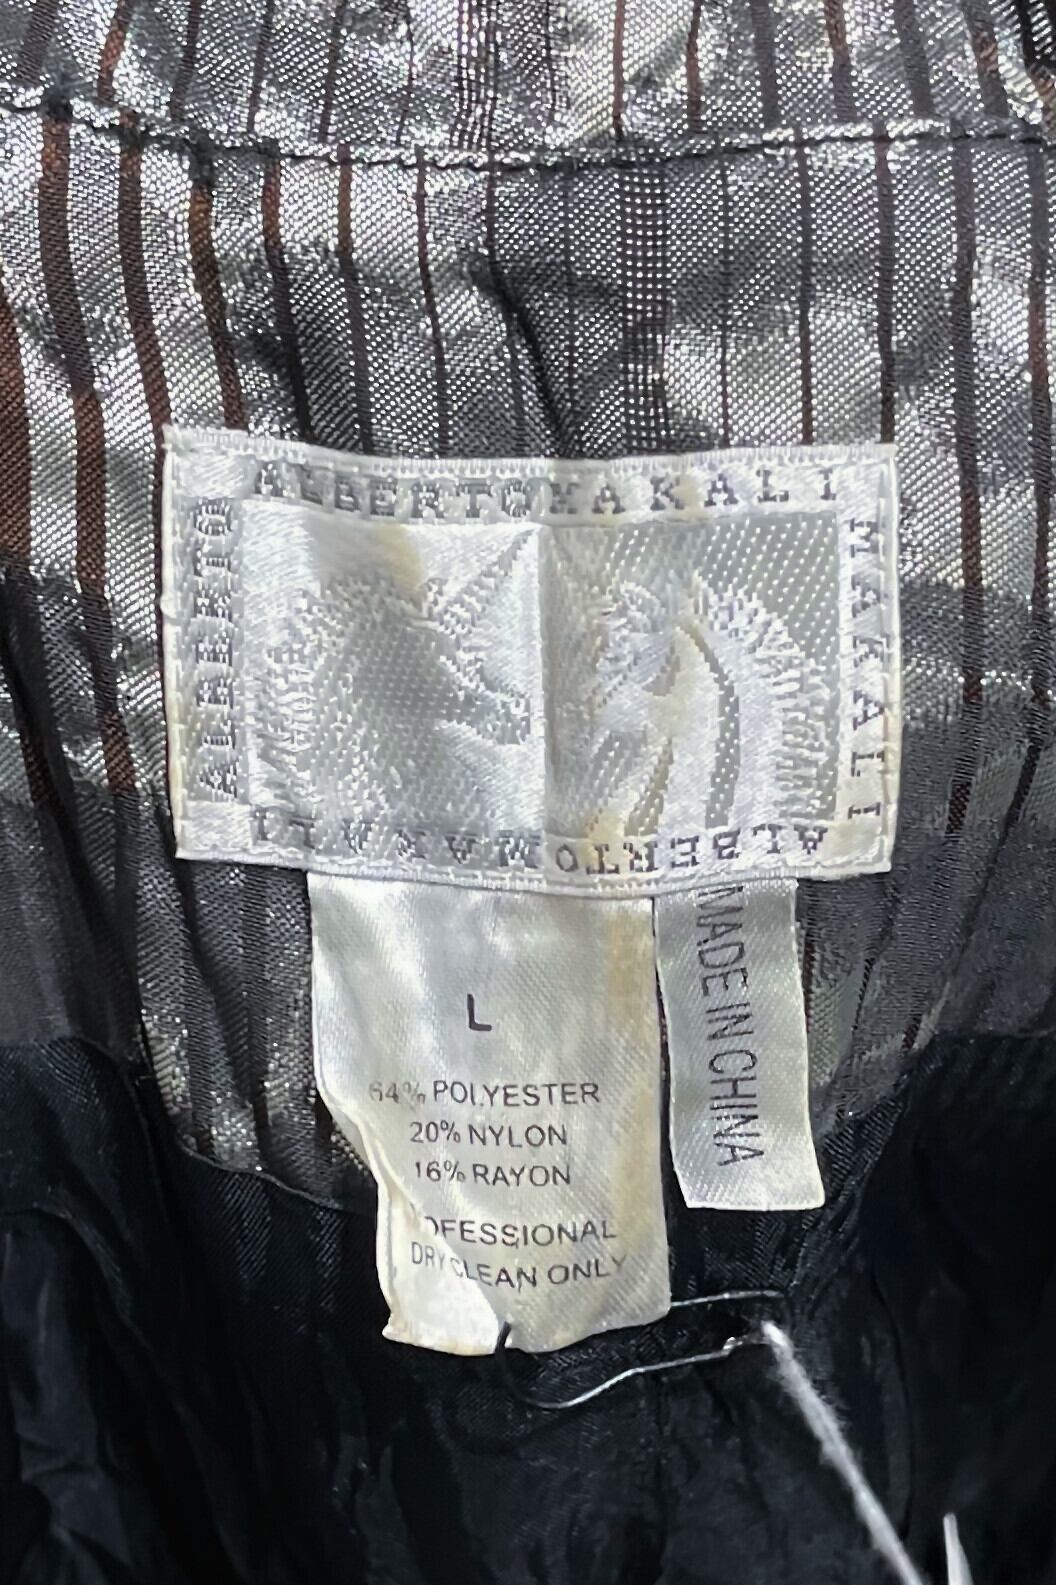 ALBERTO MAKALI
MAKALI
ALBERTO MAKALI
ALBERTO
L
64% POLYESTER
20% NYLON
16% RAYON
DRY CLEAN ONLY
MADE IN CHINA